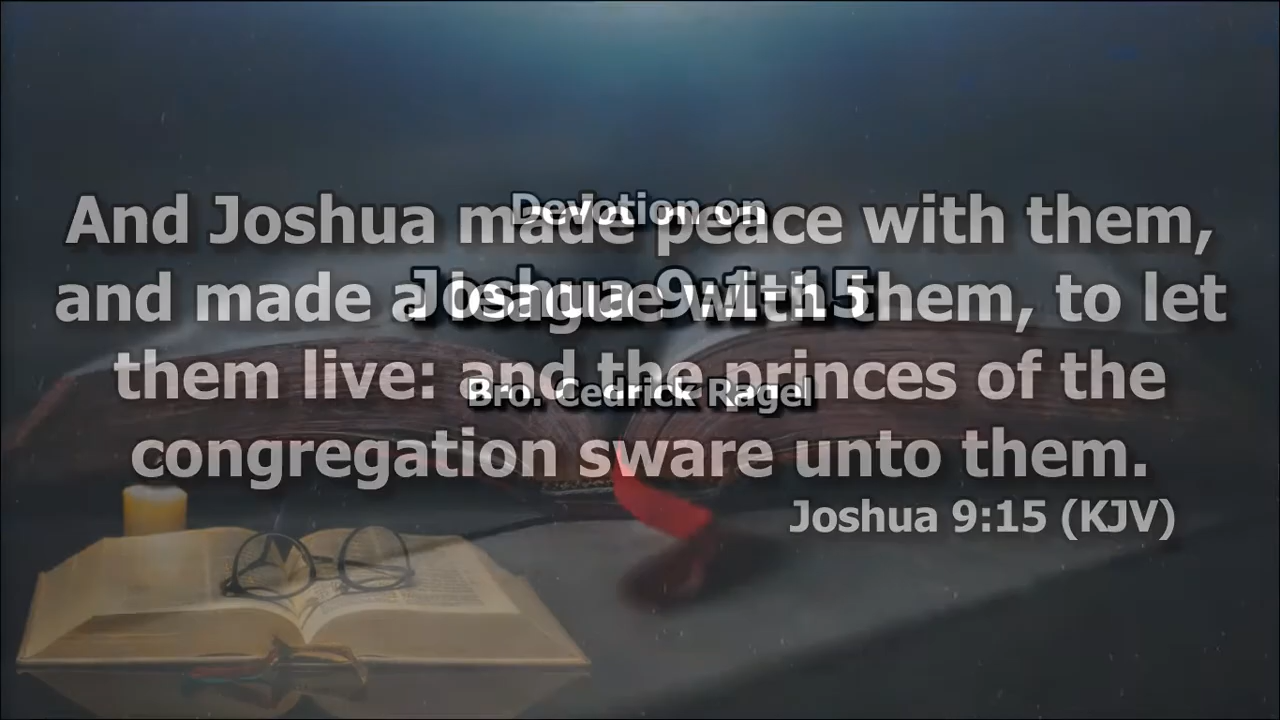 Devotion on
Joshua 9:1-15
Bro. Cedrick Ragel
And Joshua made peace with them,
and made a league with them, to let
them live: and the princes of the
congregation sware unto them.
Joshua 9:15 (KJV)